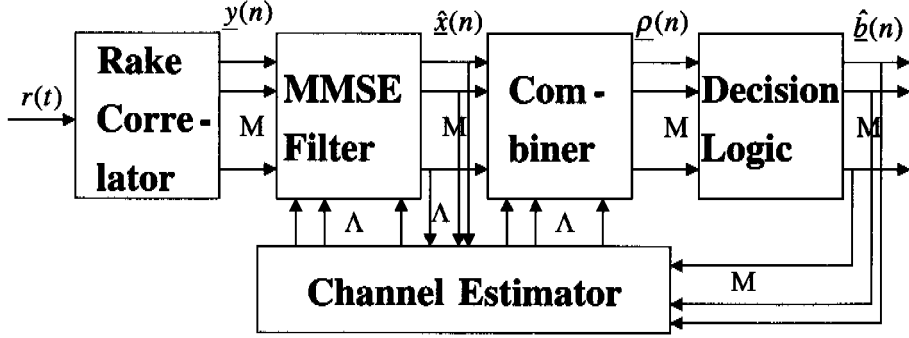 y(n)
x̂(n)
ρ(n)
b̂(n)
r(t)
Rake
Corre-
lator
M
MMSE
Filter
M
Com-
biner
M
Decision
Logic
M
Λ
Λ
Λ
M
Channel Estimator